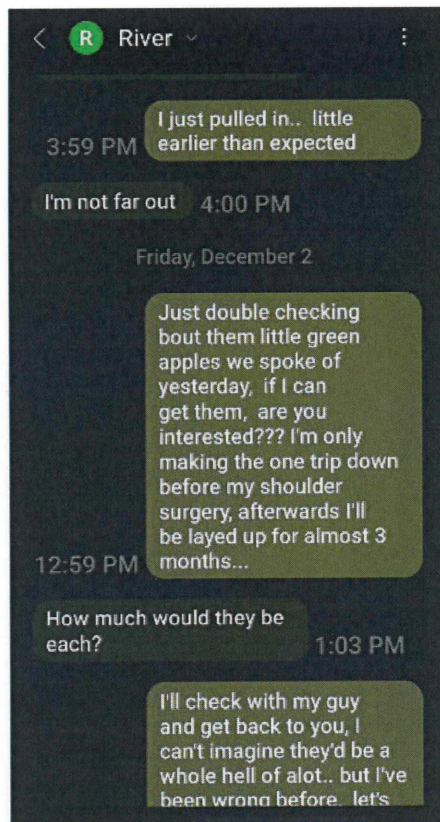 R River
I just pulled in.. little
earlier than expected
3:59 PM
I'm not far out 4:00 PM
Friday, December 2
Just double checking
bout them little green
apples we spoke of
yesterday, if I can
get them, are you
interested??? I'm only
making the one trip down
before my shoulder
surgery, afterwards I'll
be layed up for almost 3
months...
12:59 PM
How much would they be
each?
1:03 PM
I'll check with my guy
and get back to you, I
can't imagine they'd be a
whole hell of alot.. but I've
been wrong before. let's